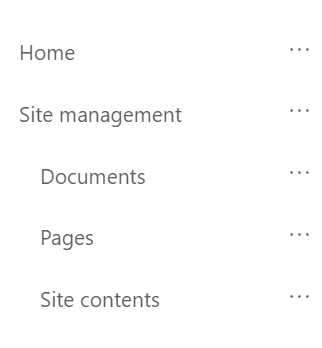 Home ...
Site management ...
Documents ...
Pages ...
Site contents ...